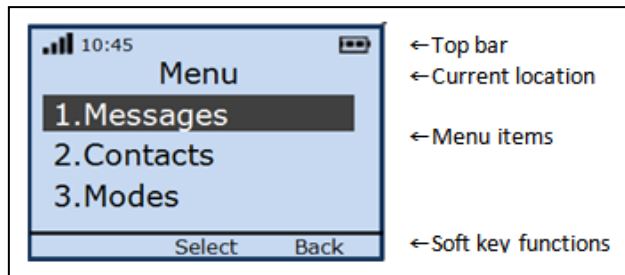 10:45 ←Top bar
Menu ←Current location
1.Messages
←Menu items
2.Contacts
3.Modes
Select Back ←Soft key functions